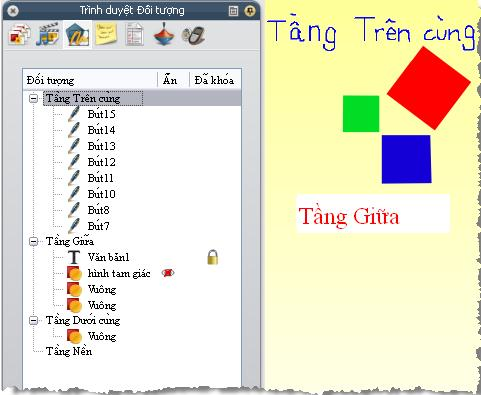 Trình duyệt Đối tượng
Đối tượng Ẩn Đã khóa
Tầng Trên cùng
Bút15
Bút14
Bút13
Bút12
Bút11
Bút10
Bút8
Bút7
Tầng Giữa
Văn bản1
hình tam giác
Vuông
Vuông
Tầng Dưới cùng
Vuông
Tầng Nền
Tầng Trên cùng
Tầng Giữa